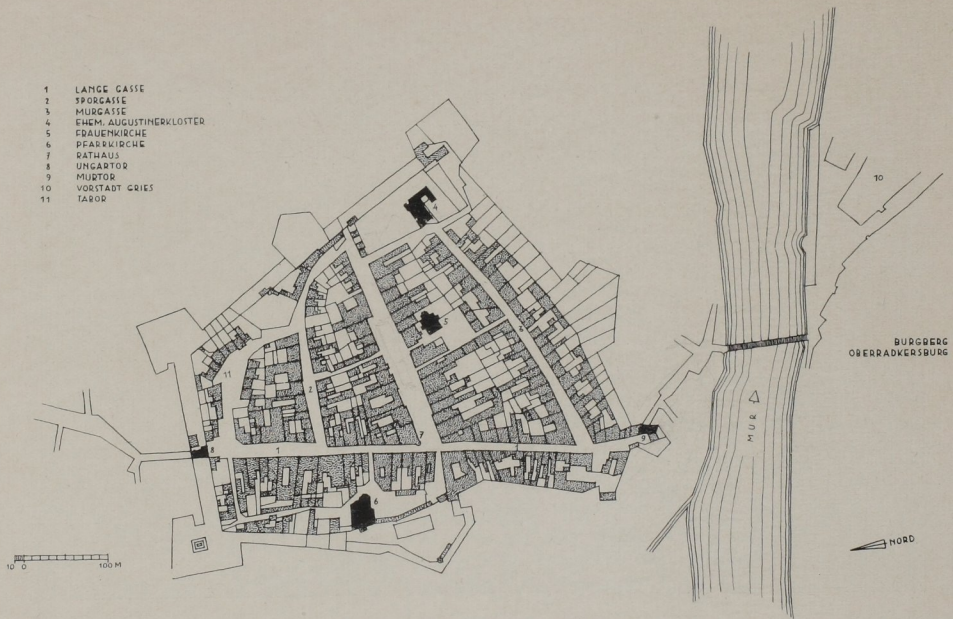 1 LANGE GASSE
2 SPORGASSE
3 MURGASSE
4 EHEM. AUGUSTINERKLOSTER
5 FRAUENKIRCHE
6 PFARRKIRCHE
7 RATHAUS
8 UNGARTOR
9 MURTOR
10 VORSTADT GRIES
11 TABOR
4
10
5
3
BURGBERG
OBERRADKERSBURG
11
2
MUR
9
7
8
1
6
NORD
10 0 100 M